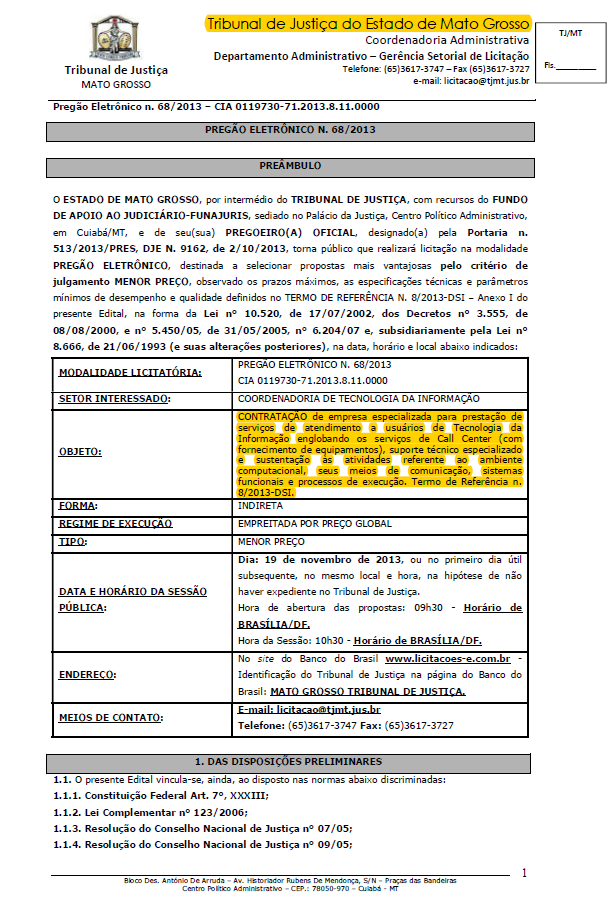 Tribunal de Justiça
MATO GROSSO
Tribunal de Justiça do Estado de Mato Grosso
Coordenadoria Administrativa
Departamento Administrativo – Gerência Setorial de Licitação
Telefone: (65)3617-3747 – Fax (65)3617-3727
e-mail: licitacao@tjmt.jus.br
TJ/MT
Fls.________
Pregão Eletrônico n. 68/2013 – CIA 0119730-71.2013.8.11.0000
PREGÃO ELETRÔNICO N. 68/2013
PREÂMBULO
O ESTADO DE MATO GROSSO, por intermédio do TRIBUNAL DE JUSTIÇA, com recursos do FUNDO
DE APOIO AO JUDICIÁRIO-FUNAJURIS, sediado no Palácio da Justiça, Centro Político Administrativo,
em Cuiabá/MT, e de seu(sua) PREGOEIRO(A) OFICIAL, designado(a) pela Portaria n.
513/2013/PRES, DJE N. 9162, de 2/10/2013, torna público que realizará licitação na modalidade
PREGÃO ELETRÔNICO, destinada a selecionar propostas mais vantajosas pelo critério de
julgamento MENOR PREÇO, observado os prazos máximos, as especificações técnicas e parâmetros
mínimos de desempenho e qualidade definidos no TERMO DE REFERÊNCIA N. 8/2013-DSI – Anexo I do
presente Edital, na forma da Lei nº 10.520, de 17/07/2002, dos Decretos nº 3.555, de
08/08/2000, e nº 5.450/05, de 31/05/2005, nº 6.204/07 e, subsidiariamente pela Lei nº
8.666, de 21/06/1993 (e suas alterações posteriores), na data, horário e local abaixo indicados:
MODALIDADE LICITATÓRIA:
PREGÃO ELETRÔNICO N. 68/2013
CIA 0119730-71.2013.8.11.0000
SETOR INTERESSADO:
COORDENADORIA DE TECNOLOGIA DA INFORMAÇÃO
OBJETO:
CONTRATAÇÃO de empresa especializada para prestação de
serviços de atendimento a usuários de Tecnologia da
Informação englobando os serviços de Call Center (com
fornecimento de equipamentos), suporte técnico especializado
e sustentação às atividades referente ao ambiente
computacional, seus meios de comunicação, sistemas
funcionais e processos de execução. Termo de Referência n.
8/2013-DSI.
FORMA:
INDIRETA
REGIME DE EXECUÇÃO
EMPREITADA POR PREÇO GLOBAL
TIPO:
MENOR PREÇO
DATA E HORÁRIO DA SESSÃO
PÚBLICA:
Dia: 19 de novembro de 2013, ou no primeiro dia útil
subsequente, no mesmo local e hora, na hipótese de não
haver expediente no Tribunal de Justiça.
Hora de abertura das propostas: 09h30 - Horário de
BRASÍLIA/DF.
Hora da Sessão: 10h30 - Horário de BRASÍLIA/DF.
ENDEREÇO:
No site do Banco do Brasil www.licitacoes-e.com.br -
Identificação do Tribunal de Justiça na página do Banco do
Brasil: MATO GROSSO TRIBUNAL DE JUSTIÇA.
MEIOS DE CONTATO:
E-mail: licitacao@tjmt.jus.br
Telefone: (65)3617-3747 Fax: (65)3617-3727
1. DAS DISPOSIÇÕES PRELIMINARES
1.1. O presente Edital vincula-se, ainda, ao disposto nas normas abaixo discriminadas:
1.1.1. Constituição Federal Art. 7º, XXXIII;
1.1.2. Lei Complementar nº 123/2006;
1.1.3. Resolução do Conselho Nacional de Justiça nº 07/05;
1.1.4. Resolução do Conselho Nacional de Justiça nº 09/05;
1
Bloco Des. Antônio De Arruda – Av. Historiador Rubens De Mendonça, S/N – Praças das Bandeiras
Centro Político Administrativo – CEP.: 78050-970 – Cuiabá - MT